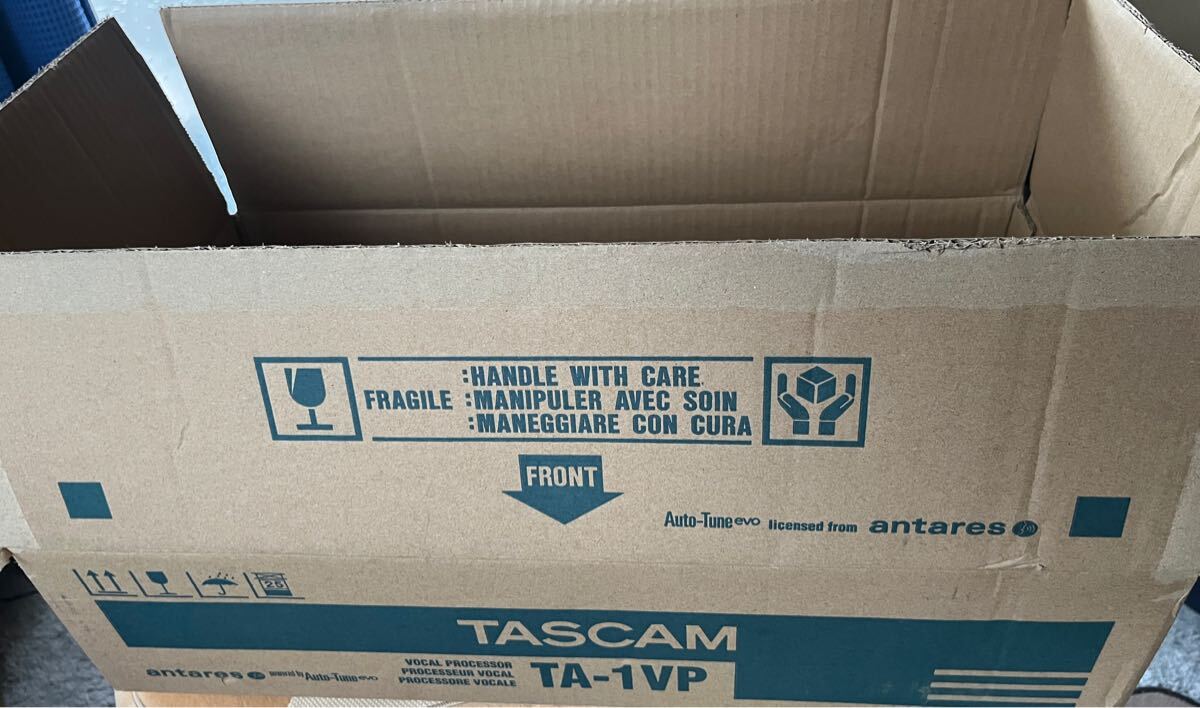 :HANDLE WITH CARE
FRAGILE :MANIPULER AVEC SOIN
:MANEGGIARE CON CURA
FRONT
Auto-Tune evo licensed from antares
25
TASCAM
antares powered by Auto-Tune evo
VOCAL PROCESSOR
PROCESSEUR VOCAL
PROCESSORE VOCALE
TA-1VP